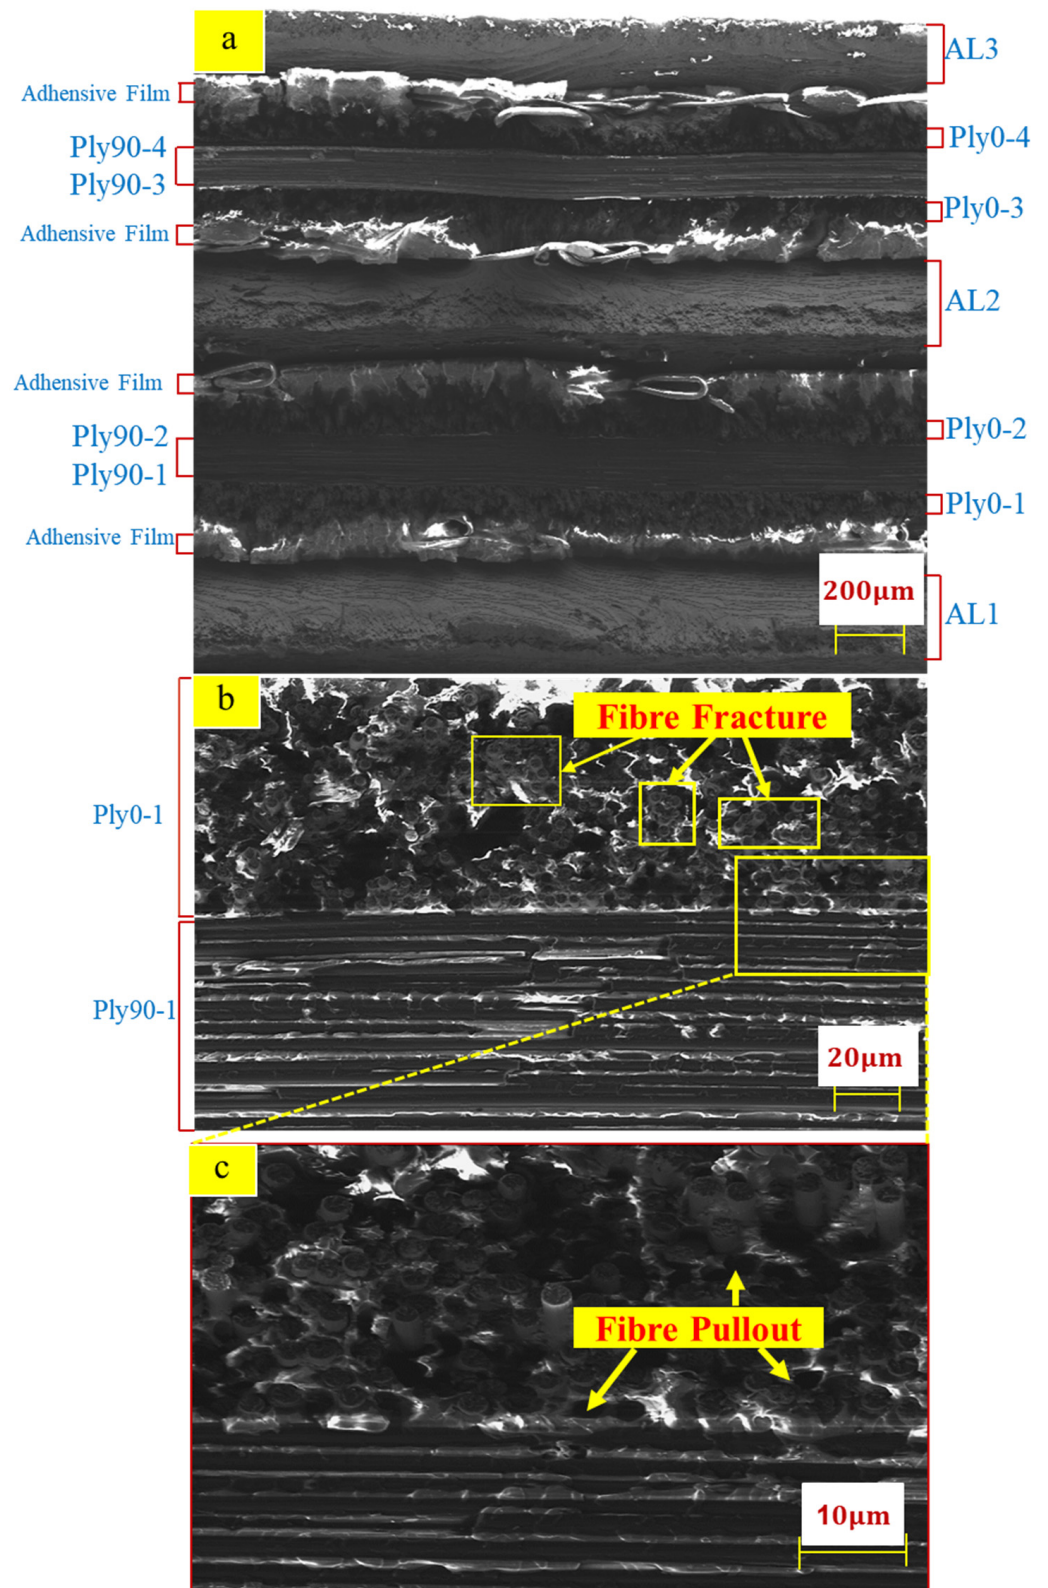 a
AL3
Adhensive Film
Ply0-4
Ply90-4
Ply90-3
Ply0-3
Adhensive Film
AL2
Adhensive Film
Ply0-2
Ply90-2
Ply90-1
Ply0-1
Adhensive Film
200μm
AL1
b
Fibre Fracture
Ply0-1
Ply90-1
20μm
c
Fibre Pullout
10μm